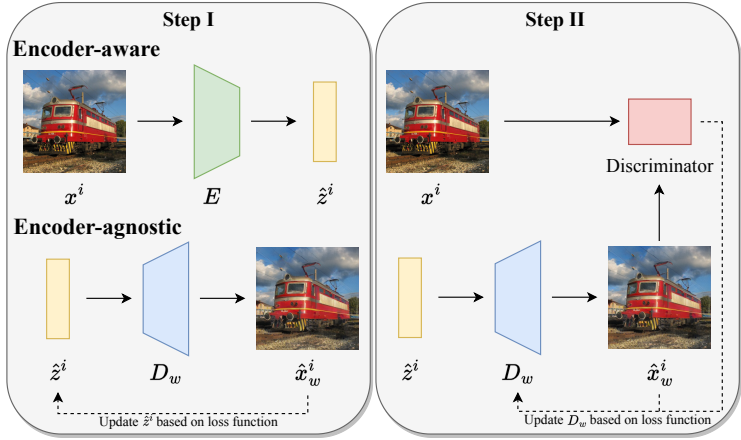 Step I
Encoder-aware
x^i
E
ẑ^i
Encoder-agnostic
ẑ^i
D_w
x̂_w^i
Update ẑ^i based on loss function
Step II
Discriminator
x^i
ẑ^i
D_w
x̂_w^i
Update D_w based on loss function